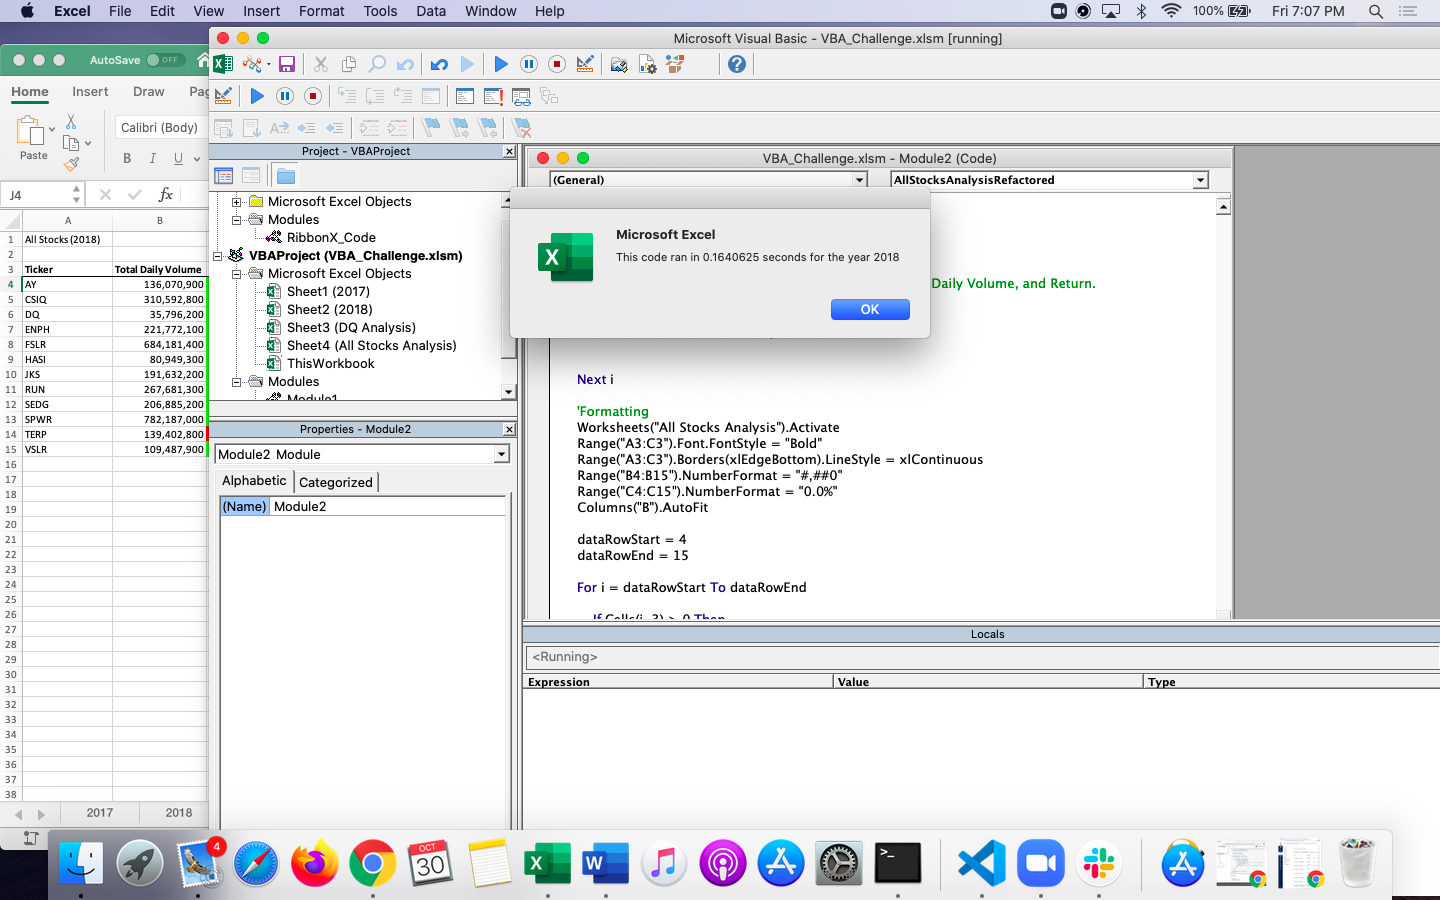 Excel File Edit View Insert Format Tools Data Window Help 100% Fri 7:07 PM
AutoSave OFF
Home Insert Draw
Paste
Calibri (Body)
B I U
J4 fx
A B
1 All Stocks (2018)
2
3 Ticker Total Daily Volume
4 AY 136,070,900
5 CSIQ 310,592,800
6 DQ 35,796,200
7 ENPH 221,772,100
8 FSLR 684,181,400
9 HASI 80,949,300
10 JKS 191,632,200
11 RUN 267,681,300
12 SEDG 206,885,200
13 SPWR 782,187,000
14 TERP 139,402,800
15 VSLR 109,487,900
16
17
18
19
20
21
22
23
24
25
26
27
28
29
30
31
32
33
34
35
36
37
38
2017 2018
Microsoft Visual Basic - VBA_Challenge.xlsm [running]
Project - VBAProject
Microsoft Excel Objects
Modules
RibbonX_Code
VBAProject (VBA_Challenge.xlsm)
Microsoft Excel Objects
Sheet1 (2017)
Sheet2 (2018)
Sheet3 (DQ Analysis)
Sheet4 (All Stocks Analysis)
ThisWorkbook
Modules
Module1
Properties - Module2
Module2 Module
Alphabetic Categorized
(Name) Module2
VBA_Challenge.xlsm - Module2 (Code)
(General) AllStocksAnalysisRefactored
Microsoft Excel
This code ran in 0.1640625 seconds for the year 2018
OK
Daily Volume, and Return.
Next i
'Formatting
Worksheets("All Stocks Analysis").Activate
Range("A3:C3").Font.FontStyle = "Bold"
Range("A3:C3").Borders(xlEdgeBottom).LineStyle = xlContinuous
Range("B4:B15").NumberFormat = "#,##0"
Range("C4:C15").NumberFormat = "0.0%"
Columns("B").AutoFit
dataRowStart = 4
dataRowEnd = 15
For i = dataRowStart To dataRowEnd
If Cells(i, 3) > 0 Then
Locals
<Running>
Expression Value Type
4
OCT
30